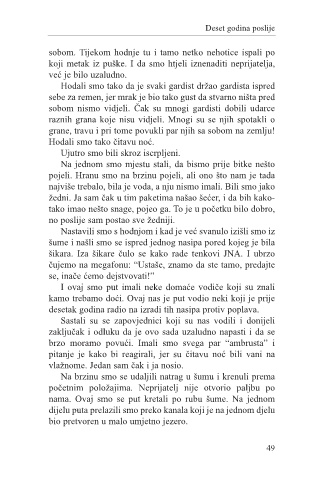 Deset godina poslije
sobom. Tijekom hodnje tu i tamo netko nehotice ispali po
koji metak iz puške. I da smo htjeli iznenaditi neprijatelja,
već je bilo uzaludno.
Hodali smo tako da je svaki gardist držao gardista ispred
sebe za remen, jer mrak je bio tako gust da stvarno ništa pred
sobom nismo vidjeli. Čak su mnogi gardisti dobili udarce
raznih grana koje nisu vidjeli. Mnogi su se njih spotakli o
grane, travu i pri tome povukli par njih sa sobom na zemlju!
Hodali smo tako čitavu noć.
Ujutro smo bili skroz iscrpljeni.
Na jednom smo mjestu stali, da bismo prije bitke nešto
pojeli. Hranu smo na brzinu pojeli, ali ono što nam je tada
najviše trebalo, bila je voda, a nju nismo imali. Bili smo jako
žedni. Ja sam čak u tim paketima našao šećer, i da bih kako-
tako imao nešto snage, pojeo ga. To je u početku bilo dobro,
no poslije sam postao sve žedniji.
Nastavili smo s hodnjom i kad je već svanulo izišli smo iz
šume i našli smo se ispred jednog nasipa pored kojeg je bila
šikara. Iza šikare čulo se kako rade tenkovi JNA. I ubrzo
čujemo na megafonu: “Ustaše, znamo da ste tamo, predajte
se, inače ćemo dejstvovati!”
I ovaj smo put imali neke domaće vodiče koji su znali
kamo trebamo doći. Ovaj nas je put vodio neki koji je prije
desetak godina radio na izradi tih nasipa protiv poplava.
Sastali su se zapovjednici koji su nas vodili i donijeli
zaključak i odluku da je ovo sada uzaludno napasti i da se
brzo moramo povući. Imali smo svega par “ambrusta” i
pitanje je kako bi reagirali, jer su čitavu noć bili vani na
vlažnome. Jedan sam čak i ja nosio.
Na brzinu smo se udaljili natrag u šumu i krenuli prema
početnim položajima. Neprijatelj nije otvorio paljbu po
nama. Ovaj smo se put kretali po rubu šume. Na jednom
dijelu puta prelazili smo preko kanala koji je na jednom djelu
bio pretvoren u malo umjetno jezero.
49